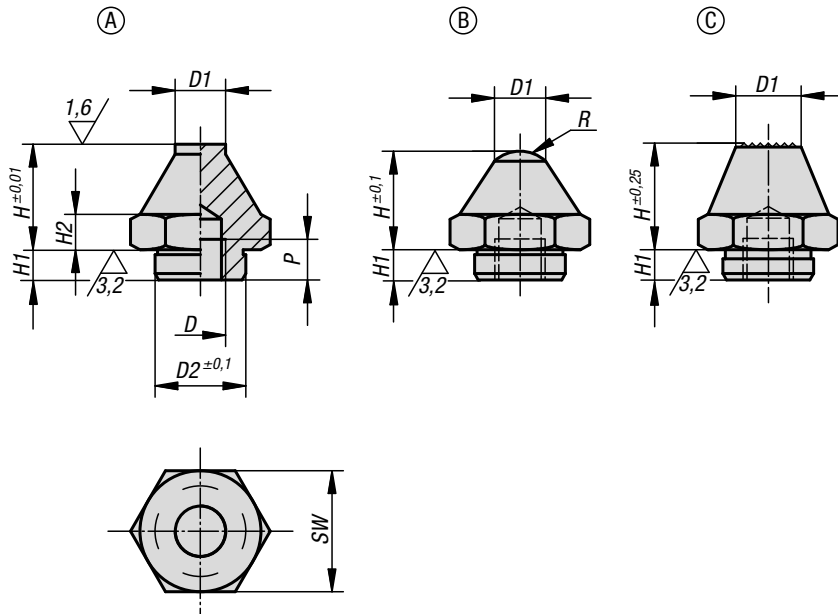 A
B
C
D1
1,6
H ±0,01
H2
H1
3,2
P
D
D2 ±0,1
D1
R
H ±0,1
H1
3,2
D1
H ±0,25
H1
3,2
SW